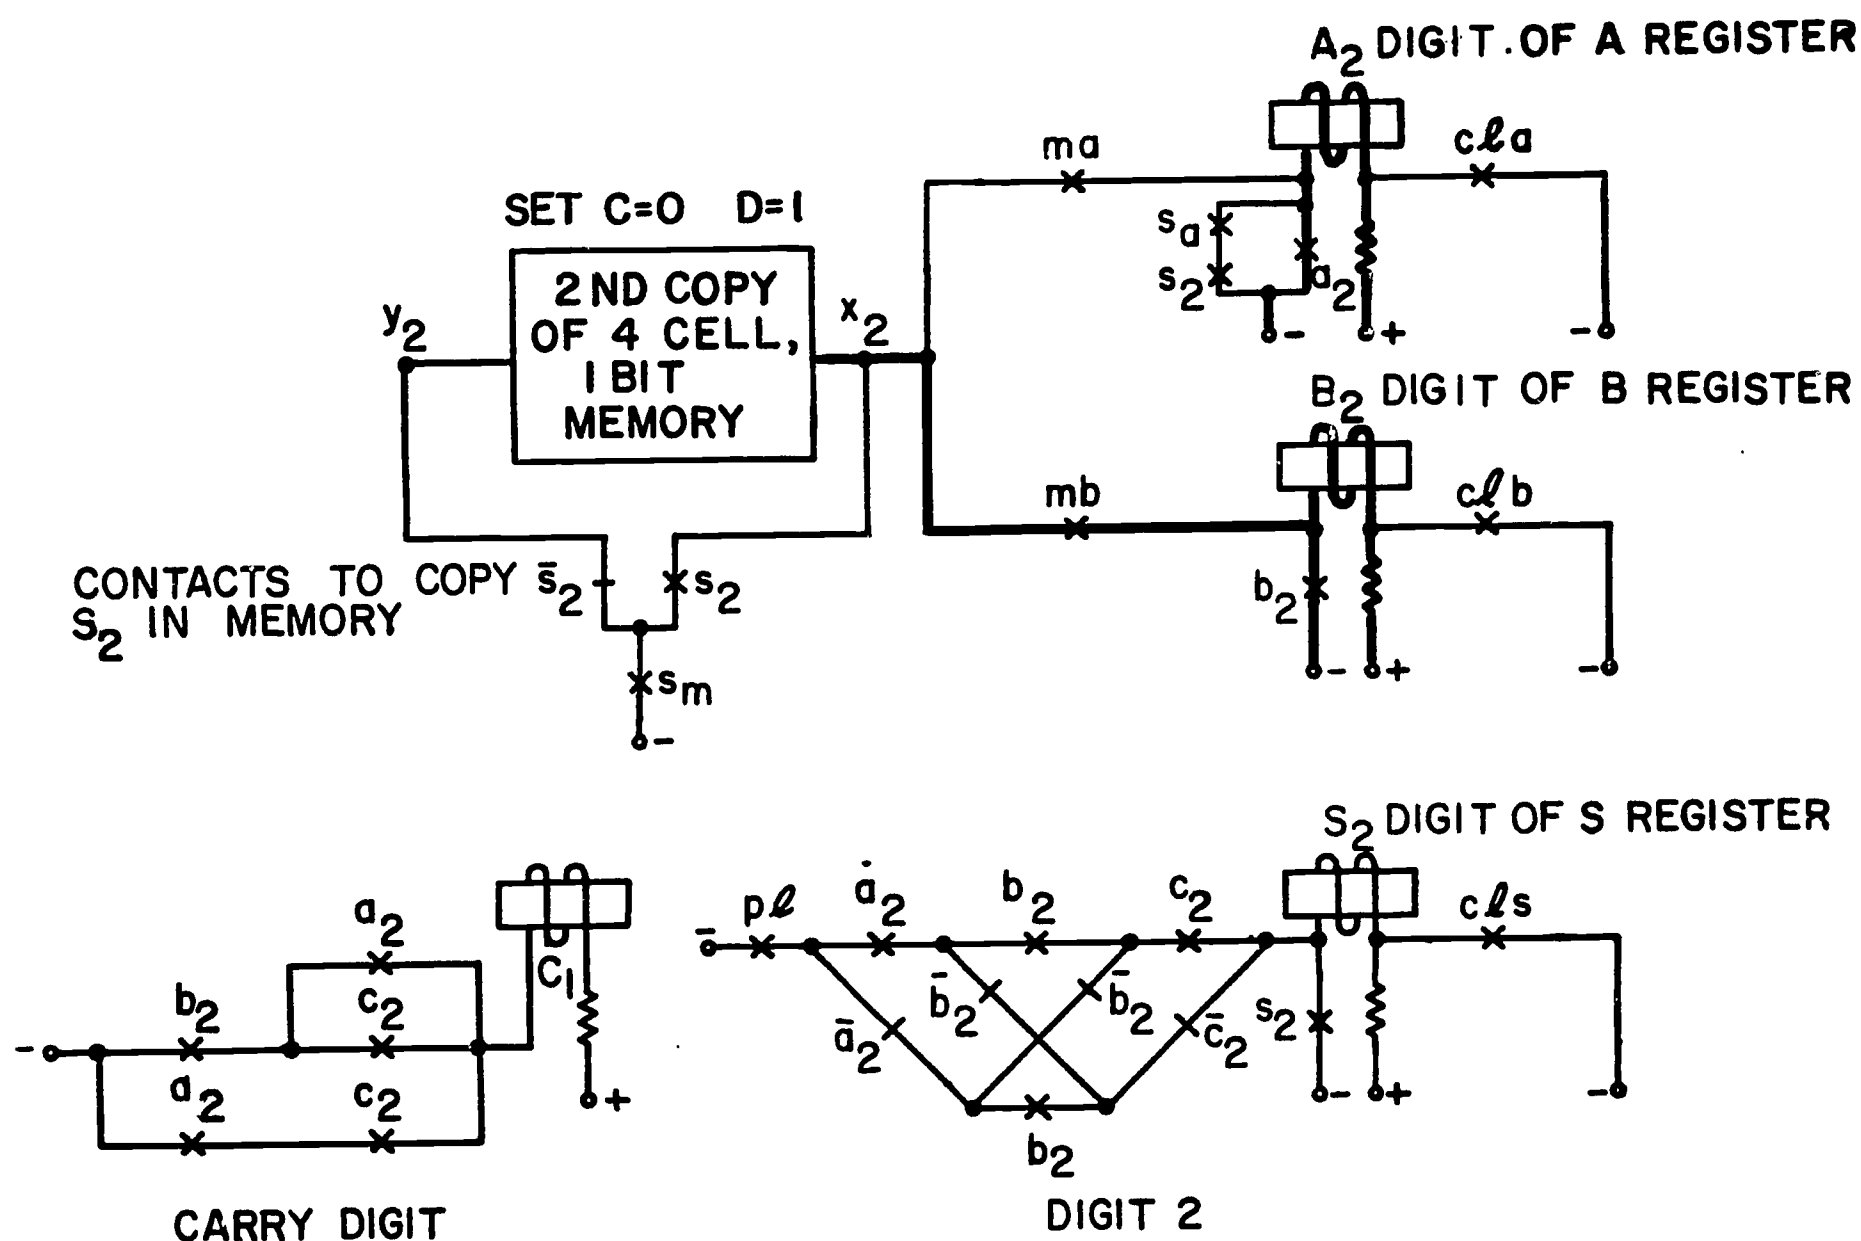 A2 DIGIT. OF A REGISTER
ma
cla
SET C=0 D=1
sa
s2
a2
- +
-
2ND COPY
OF 4 CELL,
1 BIT
MEMORY
y2
x2
B2 DIGIT OF B REGISTER
mb
clb
b2
- +
-
CONTACTS TO COPY
S2 IN MEMORY
s̄2
s2
sm
-
S2 DIGIT OF S REGISTER
a2
b2
c2
a2
c2
C1
-
+
CARRY DIGIT
-
pl
a2
b2
c2
cls
b̄2
b̄2
ā2
c̄2
b2
s2
- +
-
DIGIT 2